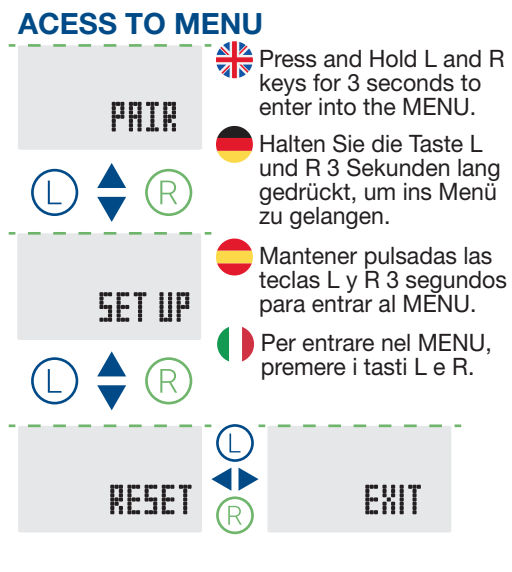 ACESS TO MENU
PAIR
Press and Hold L and R
keys for 3 seconds to
enter into the MENU.
Halten Sie die Taste L
und R 3 Sekunden lang
gedrückt, um ins Menü
zu gelangen.
L R
SET UP
Mantener pulsadas las
teclas L y R 3 segundos
para entrar al MENU.
Per entrare nel MENU,
premere i tasti L e R.
L R
RESET
L
R
EXIT